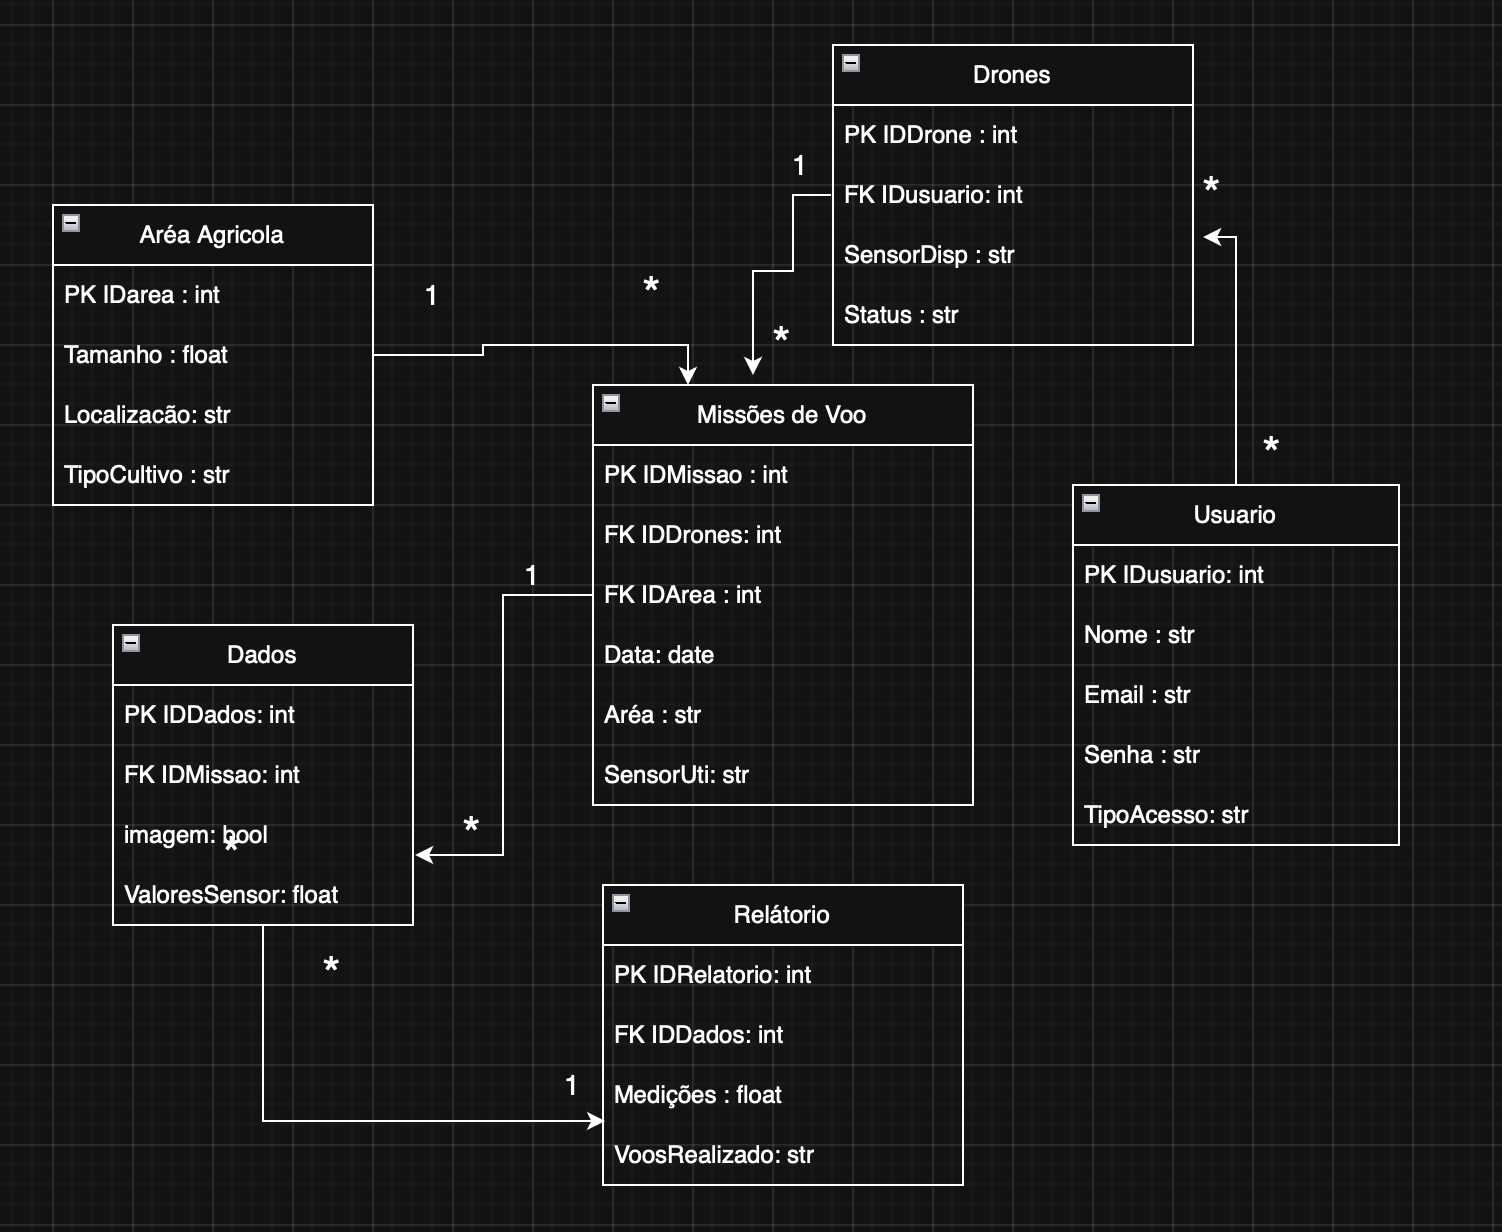 Drones
PK IDDrone : int
FK IDusuario: int
SensorDisp : str
Status : str
1
*
*
Aréa Agricola
PK IDarea : int
Tamanho : float
Localizacão: str
TipoCultivo : str
1
*
Missões de Voo
PK IDMissao : int
FK IDDrones: int
FK IDArea : int
Data: date
Aréa : str
SensorUti: str
*
Usuario
PK IDusuario: int
Nome : str
Email : str
Senha : str
TipoAcesso: str
1
*
Dados
PK IDDados: int
FK IDMissao: int
imagem: bool
*
ValoresSensor: float
*
1
Relátorio
PK IDRelatorio: int
FK IDDados: int
Medições : float
VoosRealizado: str